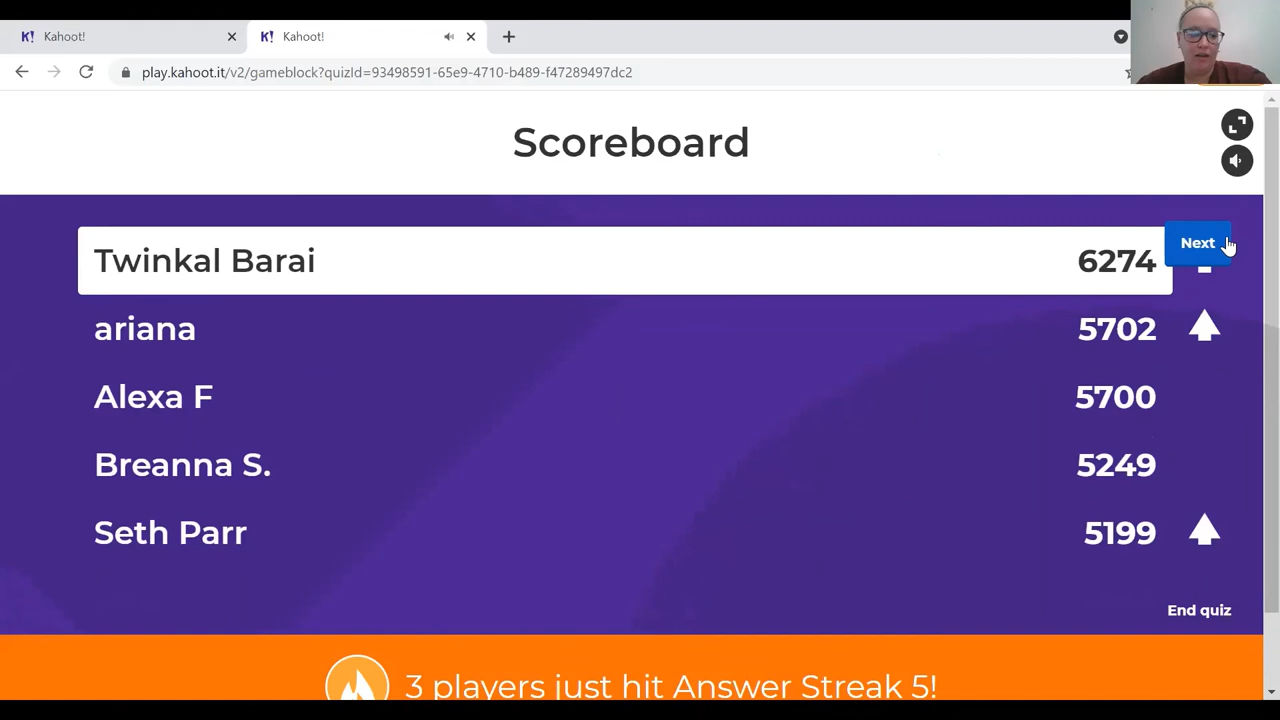 K! Kahoot!
K! Kahoot!
play.kahoot.it/v2/gameblock?quizId=93498591-65e9-4710-b489-f47289497dc2
Scoreboard
Next
Twinkal Barai 6274
ariana 5702
Alexa F 5700
Breanna S. 5249
Seth Parr 5199
End quiz
3 players just hit Answer Streak 5!